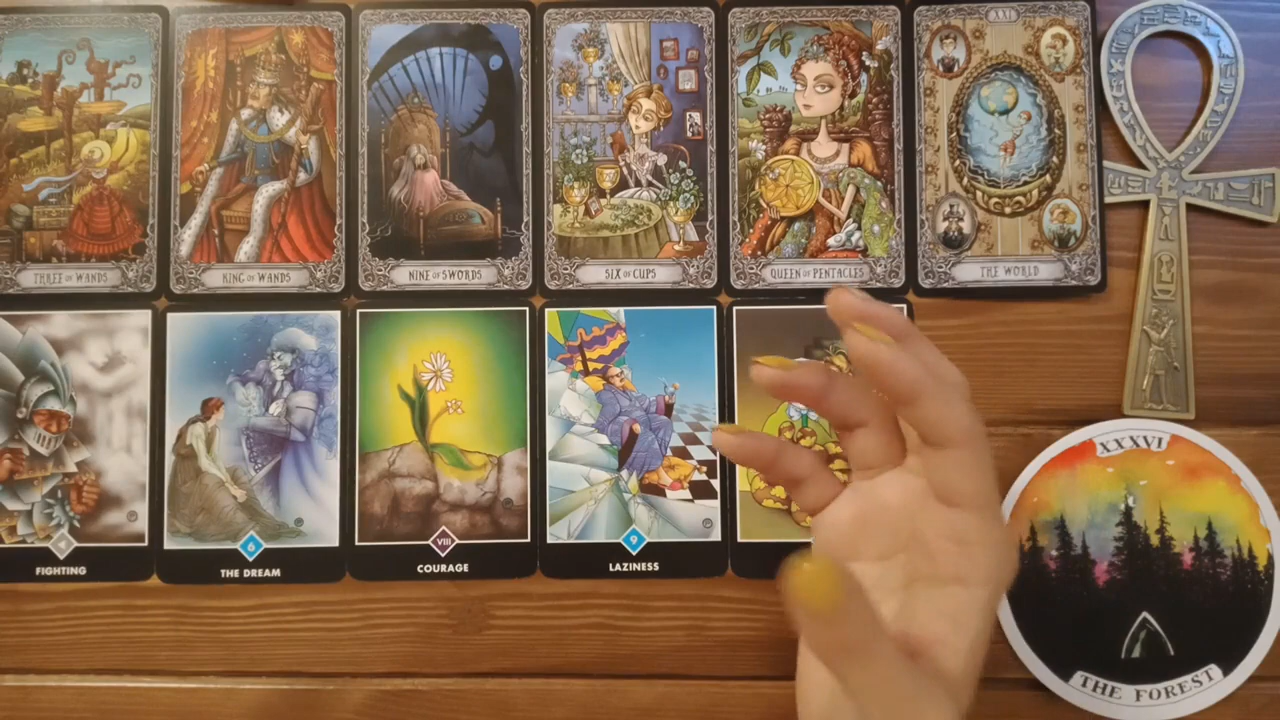 XXI
THREE OF WANDS
KING OF WANDS
NINE OF SWORDS
SIX OF CUPS
QUEEN OF PENTACLES
THE WORLD
6
VIII
9
FIGHTING
THE DREAM
COURAGE
LAZINESS
XXXVI
THE FOREST